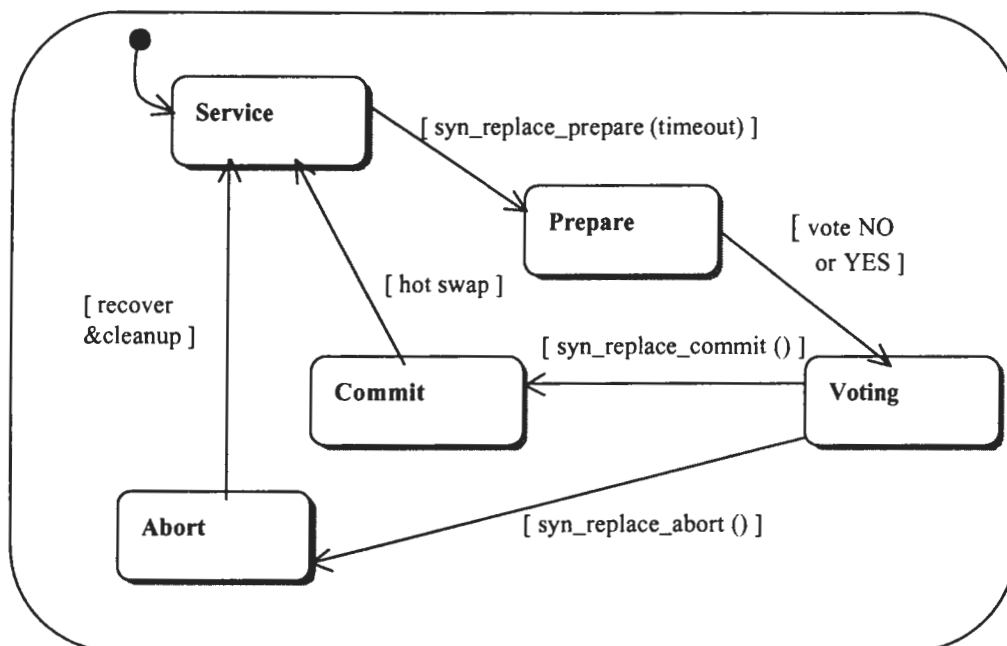 Service
[ syn_replace_prepare (timeout) ]
Prepare
[ vote NO
or YES ]
[ hot swap ]
[ recover
&cleanup ]
[ syn_replace_commit () ]
Commit
Voting
Abort
[ syn_replace_abort () ]